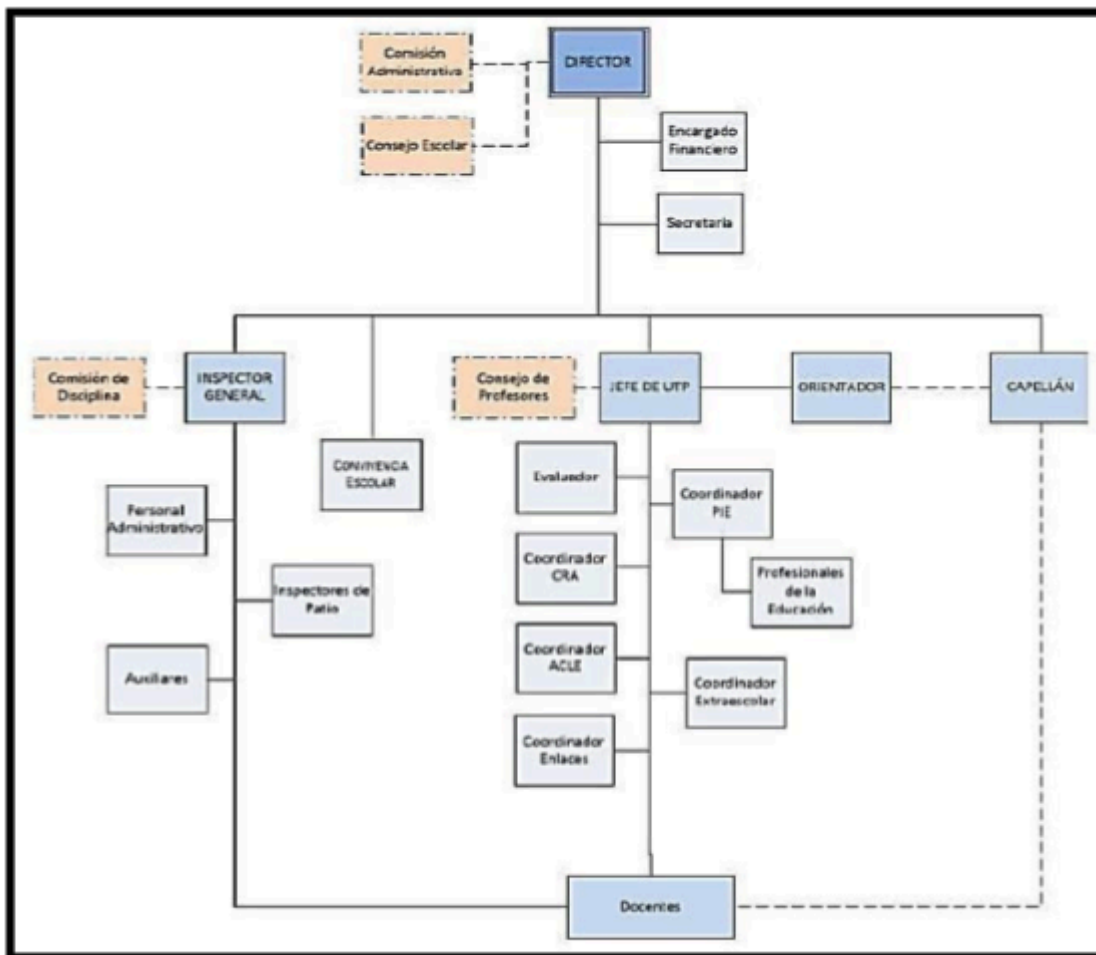 Comisión
Administrativa
DIRECTOR
Consejo Escolar
Encargado
Financiero
Secretaria
Comisión de
Disciplina
INSPECTOR
GENERAL
Consejo de
Profesores
JEFE DE UTP
ORIENTADOR
CAPELLÁN
CONVIVENCIA
ESCOLAR
Evaluador
Coordinador
PIE
Personal
Administrativo
Coordinador
CRA
Profesionales
de la
Educación
Inspectores de
Patio
Coordinador
ACLE
Auxiliares
Coordinador
Extraescolar
Coordinador
Enlaces
Docentes